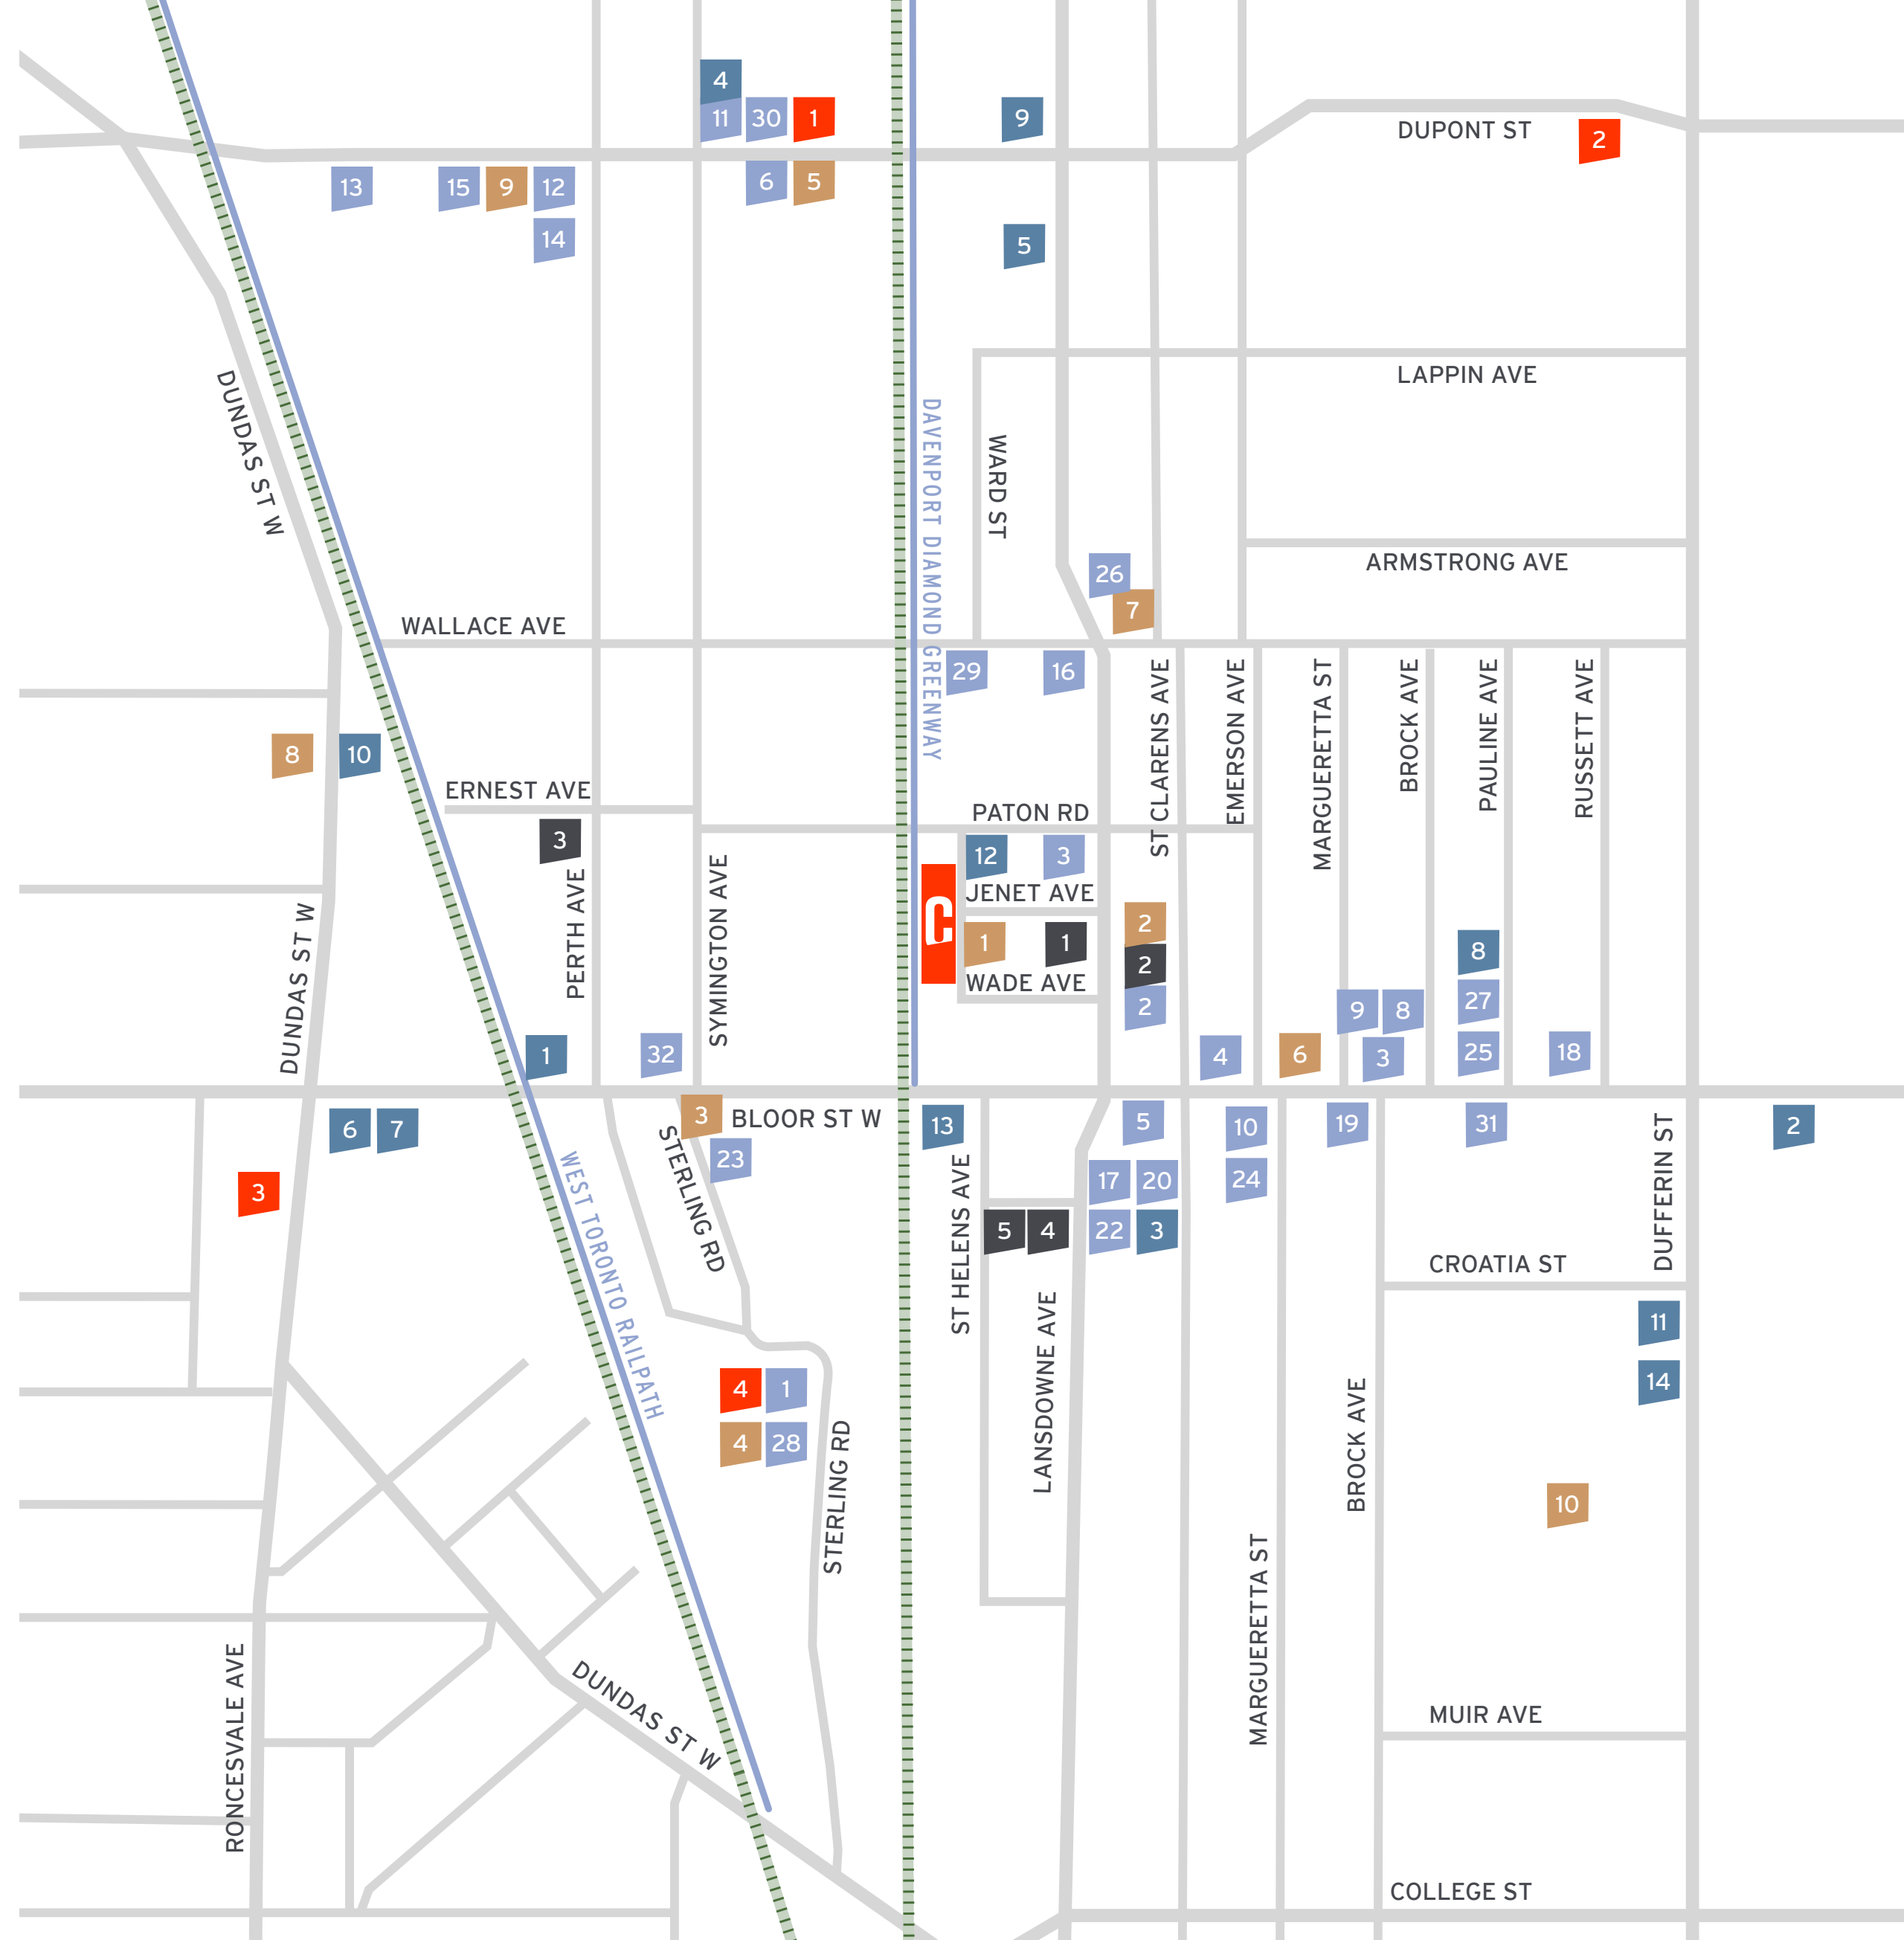 4
11 30 1
9
DUPONT ST
2
13
15 9 12
6 5
14
5
LAPPIN AVE
DUNDAS ST W
DAVENPORT DIAMOND GREENWAY
WARD ST
ARMSTRONG AVE
26
7
WALLACE AVE
29
16
ST CLARENS AVE
EMERSON AVE
MARGUERETTA ST
BROCK AVE
PAULINE AVE
RUSSETT AVE
8 10
ERNEST AVE
PATON RD
3
12 3
JENET AVE
C
1 1
WADE AVE
2
2
2
PERTH AVE
SYMINGTON AVE
DUNDAS ST W
8
27
25
9 8
3
18
1
32
4
6
3
BLOOR ST W
13
5
10
19
31
2
6 7
23
24
17 20
22 3
3
STERLING RD
WEST TORONTO RAILPATH
ST HELENS AVE
5 4
DUFFERIN ST
CROATIA ST
11
14
4 1
4 28
LANSDOWNE AVE
STERLING RD
BROCK AVE
10
MARGUERETTA ST
RONCESVALE AVE
DUNDAS ST W
MUIR AVE
COLLEGE ST